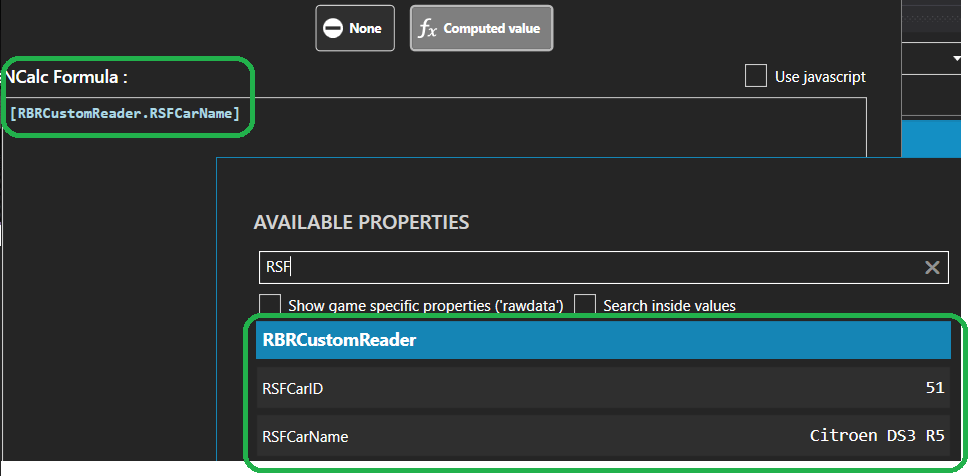 None
fx Computed value
NCalc Formula :
Use javascript
[RBRCustomReader.RSFCarName]
AVAILABLE PROPERTIES
RSF
Show game specific properties ('rawdata')
Search inside values
RBRCustomReader
RSFCarID 51
RSFCarName Citroen DS3 R5